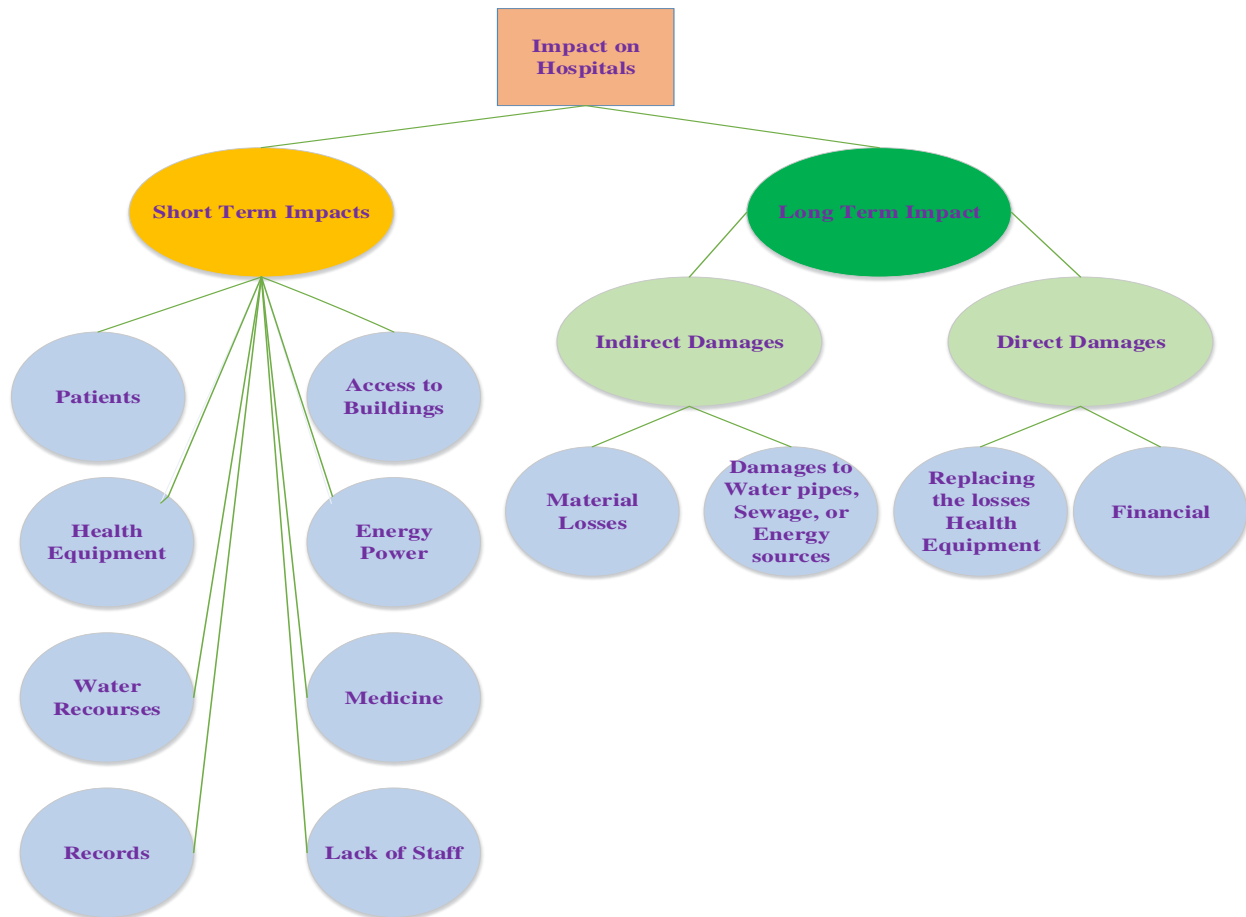 Impact on
Hospitals
Short Term Impacts
Long Term Impact
Indirect Damages
Direct Damages
Patients
Access to
Buildings
Health
Equipment
Energy
Power
Water
Recourses
Medicine
Records
Lack of Staff
Material
Losses
Damages to
Water pipes,
Sewage, or
Energy
sources
Replacing
the losses
Health
Equipment
Financial